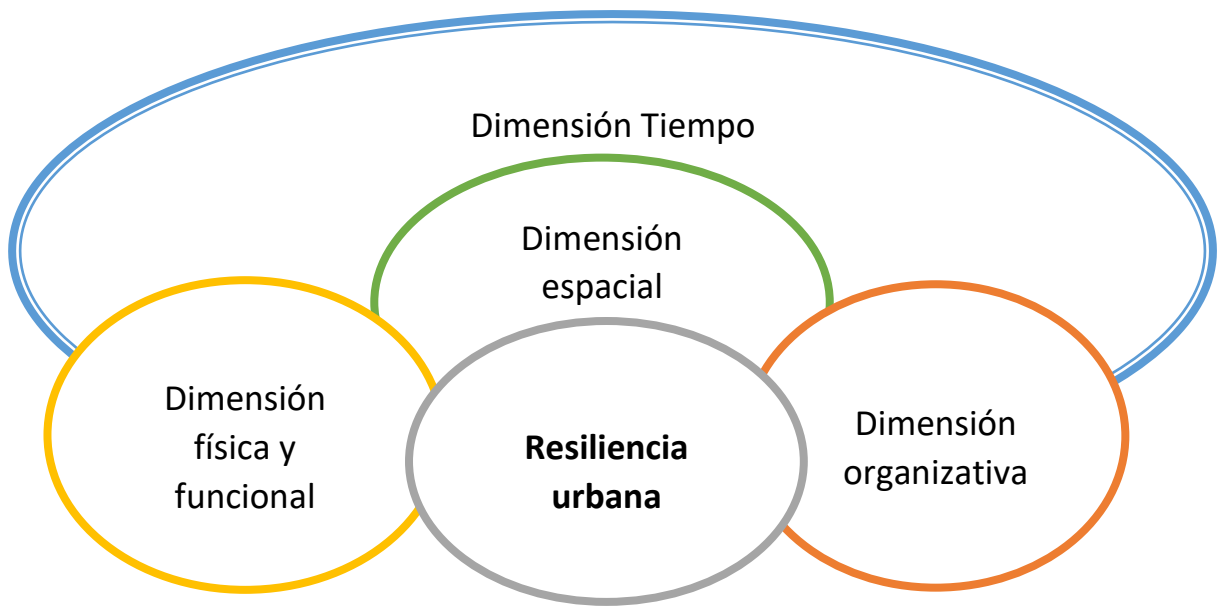 Dimensión Tiempo
Dimensión
espacial
Dimensión
física y
funcional
Resiliencia
urbana
Dimensión
organizativa